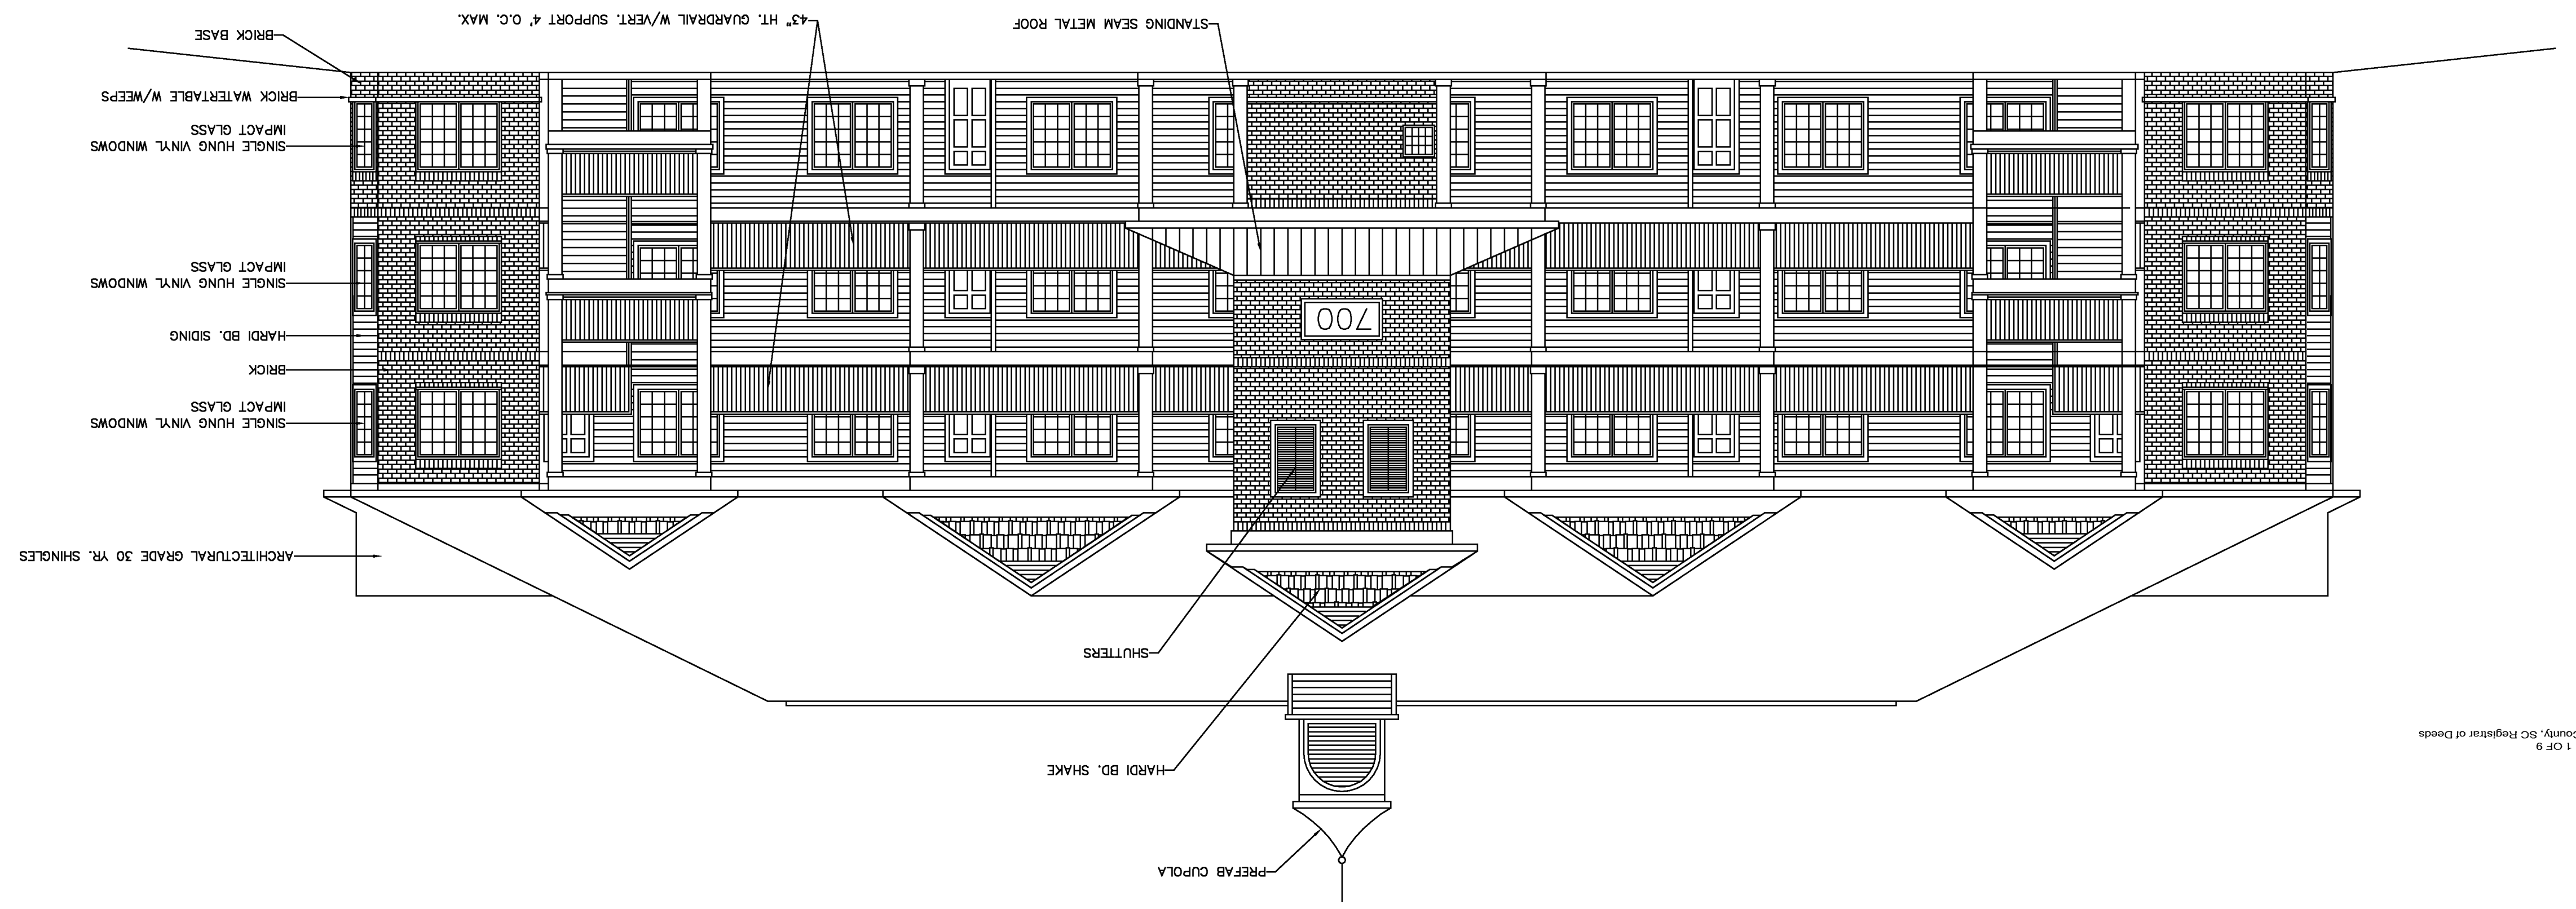 PREFAB CUPOLA
HARDI BD. SHAKE
1 OF 9
County, SC Registrar of Deeds
SHUTTERS
ARCHITECTURAL GRADE 30 YR. SHINGLES
SINGLE HUNG VINYL WINDOWS
IMPACT GLASS
BRICK
HARDI BD. SIDING
700
SINGLE HUNG VINYL WINDOWS
IMPACT GLASS
SINGLE HUNG VINYL WINDOWS
IMPACT GLASS
BRICK WATERTABLE W/WEEPS
BRICK BASE
STANDING SEAM METAL ROOF
43" HT. GUARDRAIL W/VERT. SUPPORT 4' O.C. MAX.